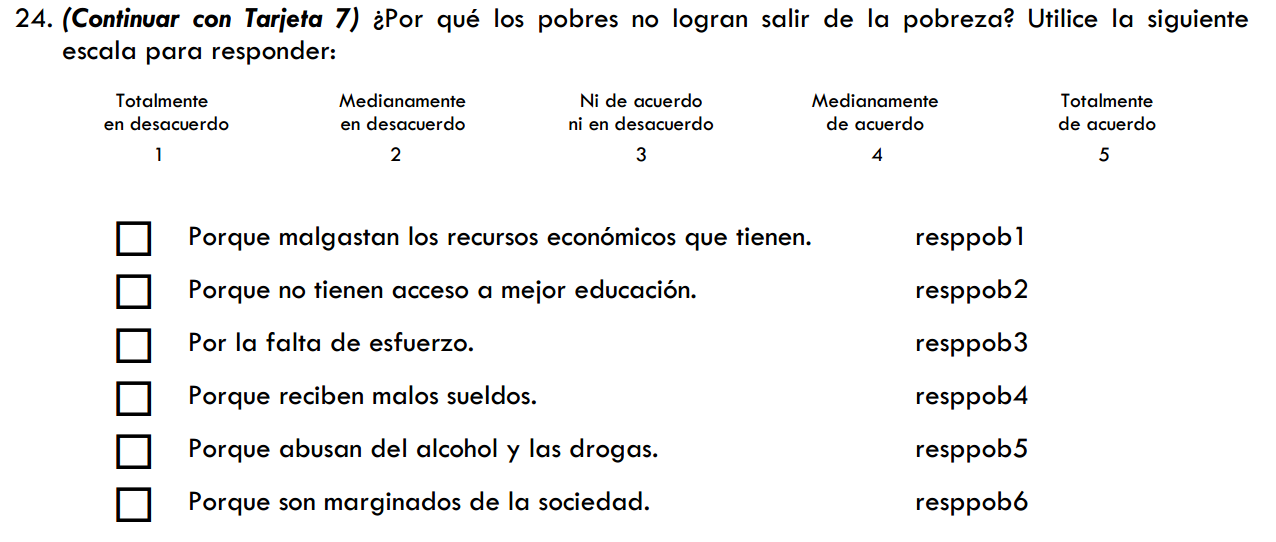 24. (Continuar con Tarjeta 7) ¿Por qué los pobres no logran salir de la pobreza? Utilice la siguiente
escala para responder:
Totalmente en desacuerdo 1
Medianamente en desacuerdo 2
Ni de acuerdo ni en desacuerdo 3
Medianamente de acuerdo 4
Totalmente de acuerdo 5
Porque malgastan los recursos económicos que tienen. resppob1
Porque no tienen acceso a mejor educación. resppob2
Por la falta de esfuerzo. resppob3
Porque reciben malos sueldos. resppob4
Porque abusan del alcohol y las drogas. resppob5
Porque son marginados de la sociedad. resppob6